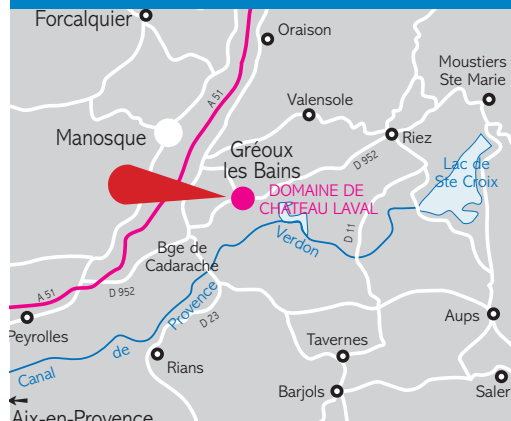 Forcalquier
Oraison
Moustiers
Ste Marie
A 51
Valensole
Manosque
Riez
Gréoux
les Bains
D 952
Lac de
Ste Croix
DOMAINE DE
CHATEAU LAVAL
Verdon
D 11
Bge de
Cadarache
A 51
D 952
Provence
D 23
Aups
Peyrolles
de
Canal
Tavernes
Rians
Barjols
Saler
Aix-en-Provence